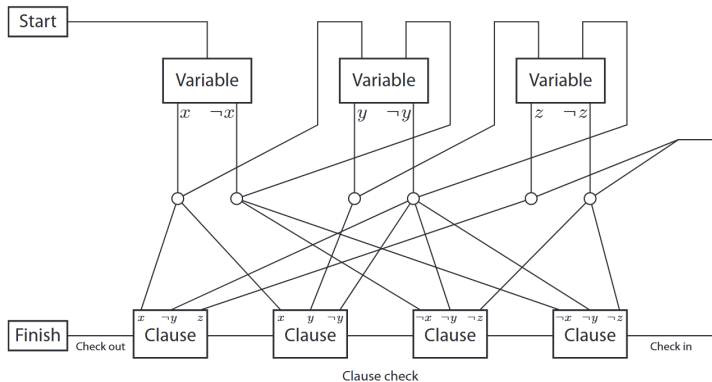 Start
Variable Variable Variable
x ¬x y ¬y z ¬z
x ¬y z x y ¬y ¬x ¬y ¬z ¬x ¬y ¬z
Finish Clause Clause Clause Clause
Check out Check in
Clause check